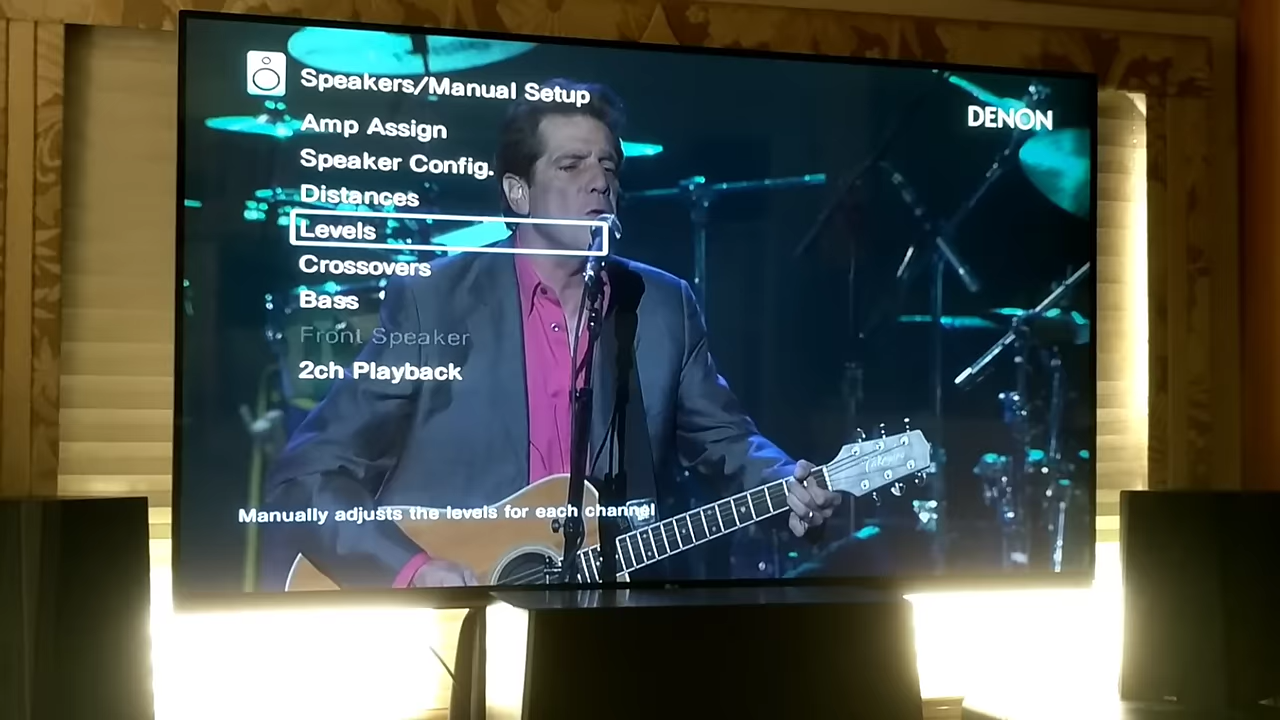 Speakers/Manual Setup
DENON
Amp Assign
Speaker Config.
Distances
Levels
Crossovers
Bass
Front Speaker
2ch Playback
Takamine
Manually adjusts the levels for each channel